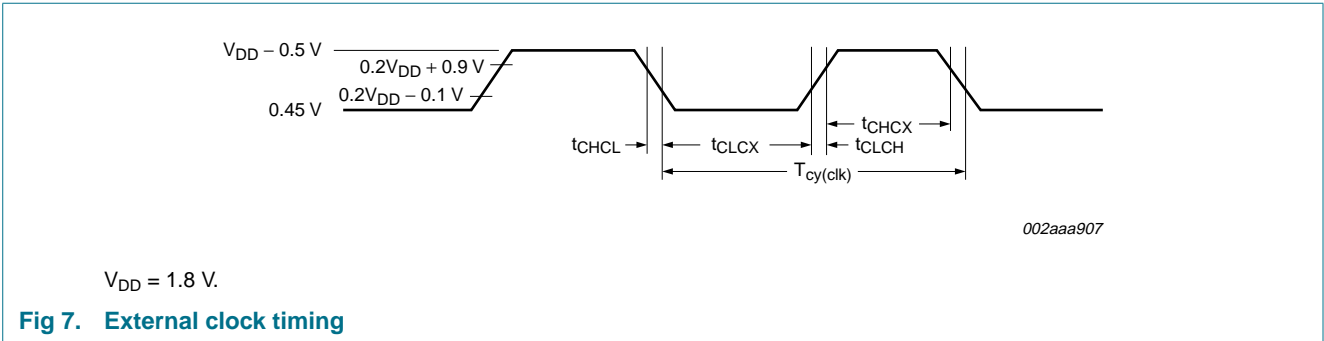 V_DD − 0.5 V
0.2V_DD + 0.9 V
0.2V_DD − 0.1 V
0.45 V
t_CHCX
t_CHCL
t_CLCX
t_CLCH
T_cy(clk)
002aaa907
V_DD = 1.8 V.
Fig 7. External clock timing